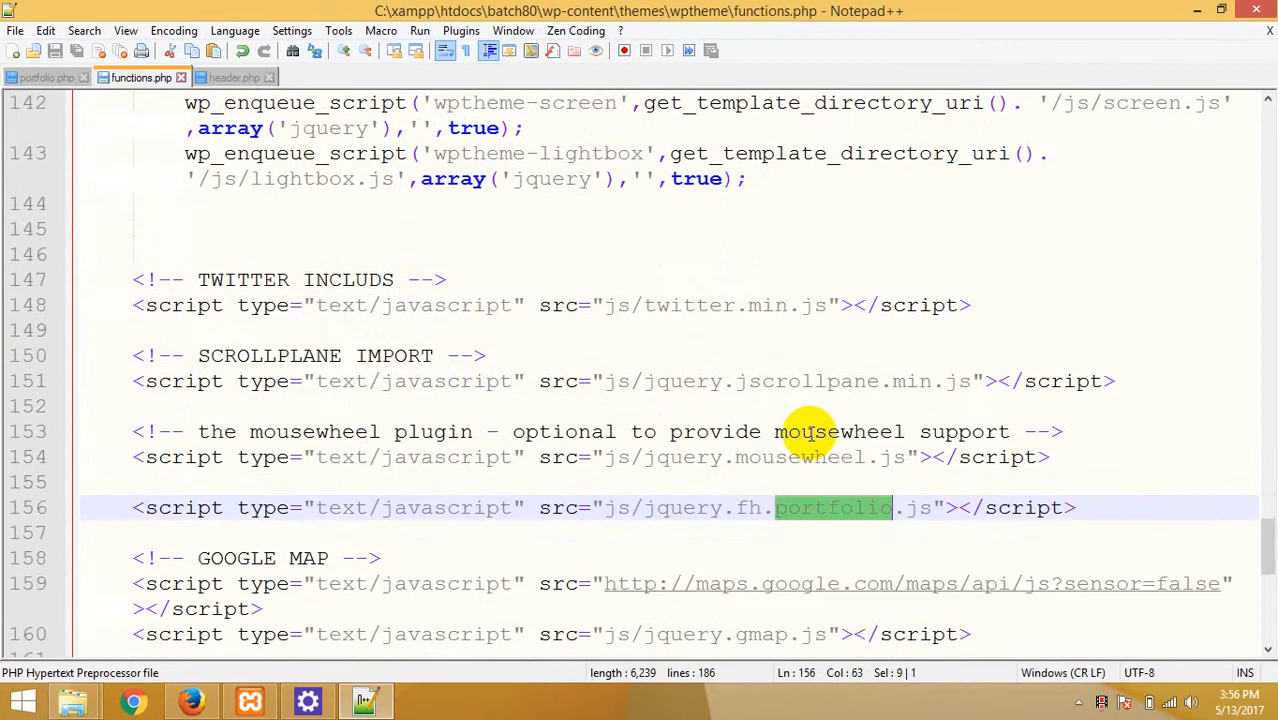 C:\xampp\htdocs\batch80\wp-content\themes\wptheme\functions.php - Notepad++
File Edit Search View Encoding Language Settings Tools Macro Run Plugins Window Zen Coding ? X
portfolio.php functions.php header.php
142 wp_enqueue_script('wptheme-screen',get_template_directory_uri(). '/js/screen.js'
,array('jquery'),'',true);
143 wp_enqueue_script('wptheme-lightbox',get_template_directory_uri().
'/js/lightbox.js',array('jquery'),'',true);
144
145
146
147 <!-- TWITTER INCLUDS -->
148 <script type="text/javascript" src="js/twitter.min.js"></script>
149
150 <!-- SCROLLPLANE IMPORT -->
151 <script type="text/javascript" src="js/jquery.jscrollpane.min.js"></script>
152
153 <!-- the mousewheel plugin - optional to provide mousewheel support -->
154 <script type="text/javascript" src="js/jquery.mousewheel.js"></script>
155
156 <script type="text/javascript" src="js/jquery.fh.portfolio.js"></script>
157
158 <!-- GOOGLE MAP -->
159 <script type="text/javascript" src="http://maps.google.com/maps/api/js?sensor=false"
></script>
160 <script type="text/javascript" src="js/jquery.gmap.js"></script>
161
PHP Hypertext Preprocessor file length : 6,239 lines : 186 Ln : 156 Col : 63 Sel : 9 | 1 Windows (CR LF) UTF-8 INS
3:56 PM
5/13/2017